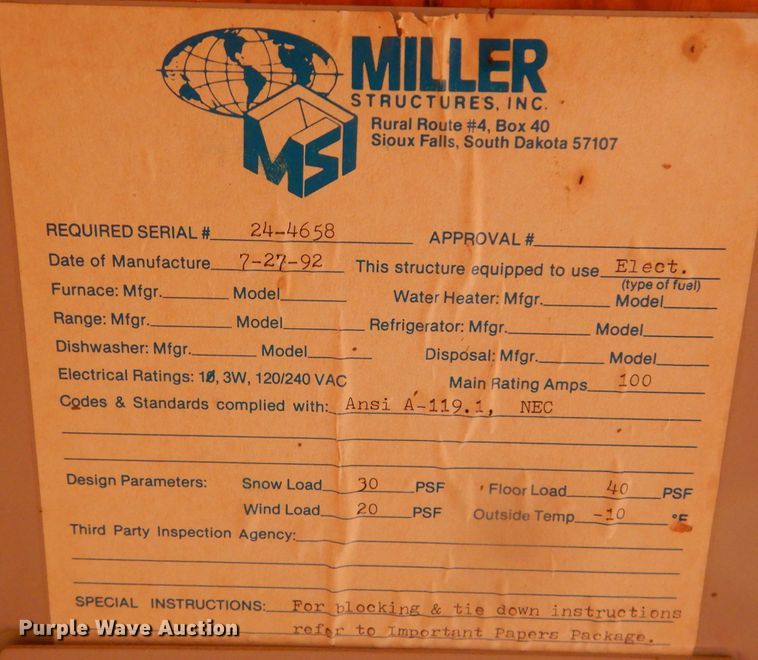 MILLER
STRUCTURES, INC.
Rural Route #4, Box 40
Sioux Falls, South Dakota 57107
MSI
REQUIRED SERIAL # 24-4658 APPROVAL #
Date of Manufacture 7-27-92 This structure equipped to use Elect.
(type of fuel)
Furnace: Mfgr. Model Water Heater: Mfgr. Model
Range: Mfgr. Model Refrigerator: Mfgr. Model
Dishwasher: Mfgr. Model Disposal: Mfgr. Model
Electrical Ratings: 1Ø, 3W, 120/240 VAC Main Rating Amps 100
Codes & Standards complied with: Ansi A-119.1, NEC
Design Parameters: Snow Load 30 PSF Floor Load 40 PSF
Wind Load 20 PSF Outside Temp -10 °F
Third Party Inspection Agency:
SPECIAL INSTRUCTIONS: For blocking & tie down instructions
refer to Important Papers Package.
Purple Wave Auction